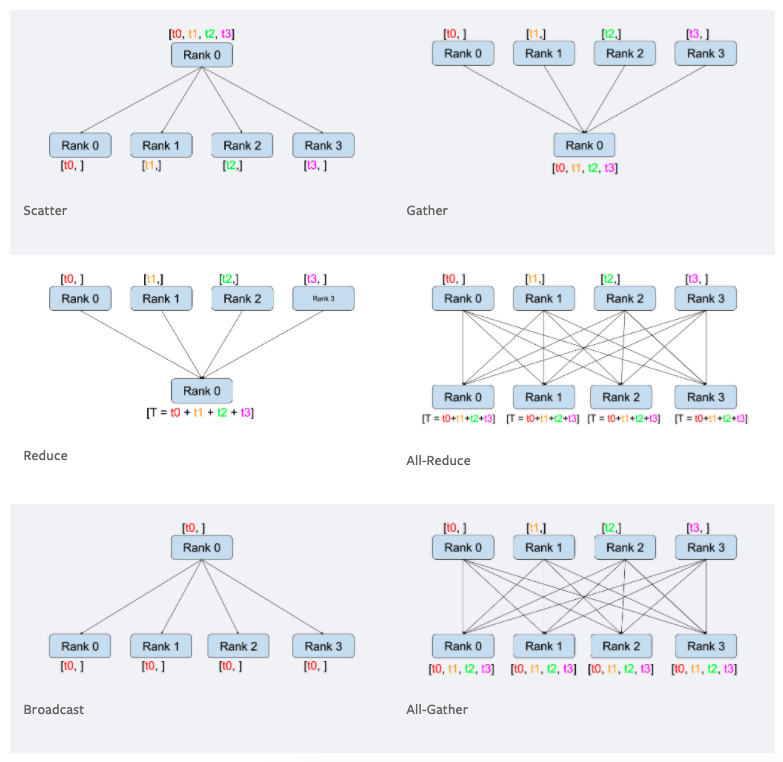 [t0, t1, t2, t3]
Rank 0
Rank 0 Rank 1 Rank 2 Rank 3
[t0, ] [t1,] [t2,] [t3, ]
Scatter
[t0, ] [t1,] [t2,] [t3, ]
Rank 0 Rank 1 Rank 2 Rank 3
Rank 0
[t0, t1, t2, t3]
Gather
[t0, ] [t1,] [t2,] [t3, ]
Rank 0 Rank 1 Rank 2 Rank 3
Rank 0
[T = t0 + t1 + t2 + t3]
Reduce
[t0, ] [t1,] [t2,] [t3, ]
Rank 0 Rank 1 Rank 2 Rank 3
Rank 0 Rank 1 Rank 2 Rank 3
[T = t0+t1+t2+t3] [T = t0+t1+t2+t3] [T = t0+t1+t2+t3] [T = t0+t1+t2+t3]
All-Reduce
[t0, ]
Rank 0
Rank 0 Rank 1 Rank 2 Rank 3
[t0, ] [t0, ] [t0, ] [t0, ]
Broadcast
[t0, ] [t1,] [t2,] [t3, ]
Rank 0 Rank 1 Rank 2 Rank 3
Rank 0 Rank 1 Rank 2 Rank 3
[t0, t1, t2, t3] [t0, t1, t2, t3] [t0, t1, t2, t3] [t0, t1, t2, t3]
All-Gather